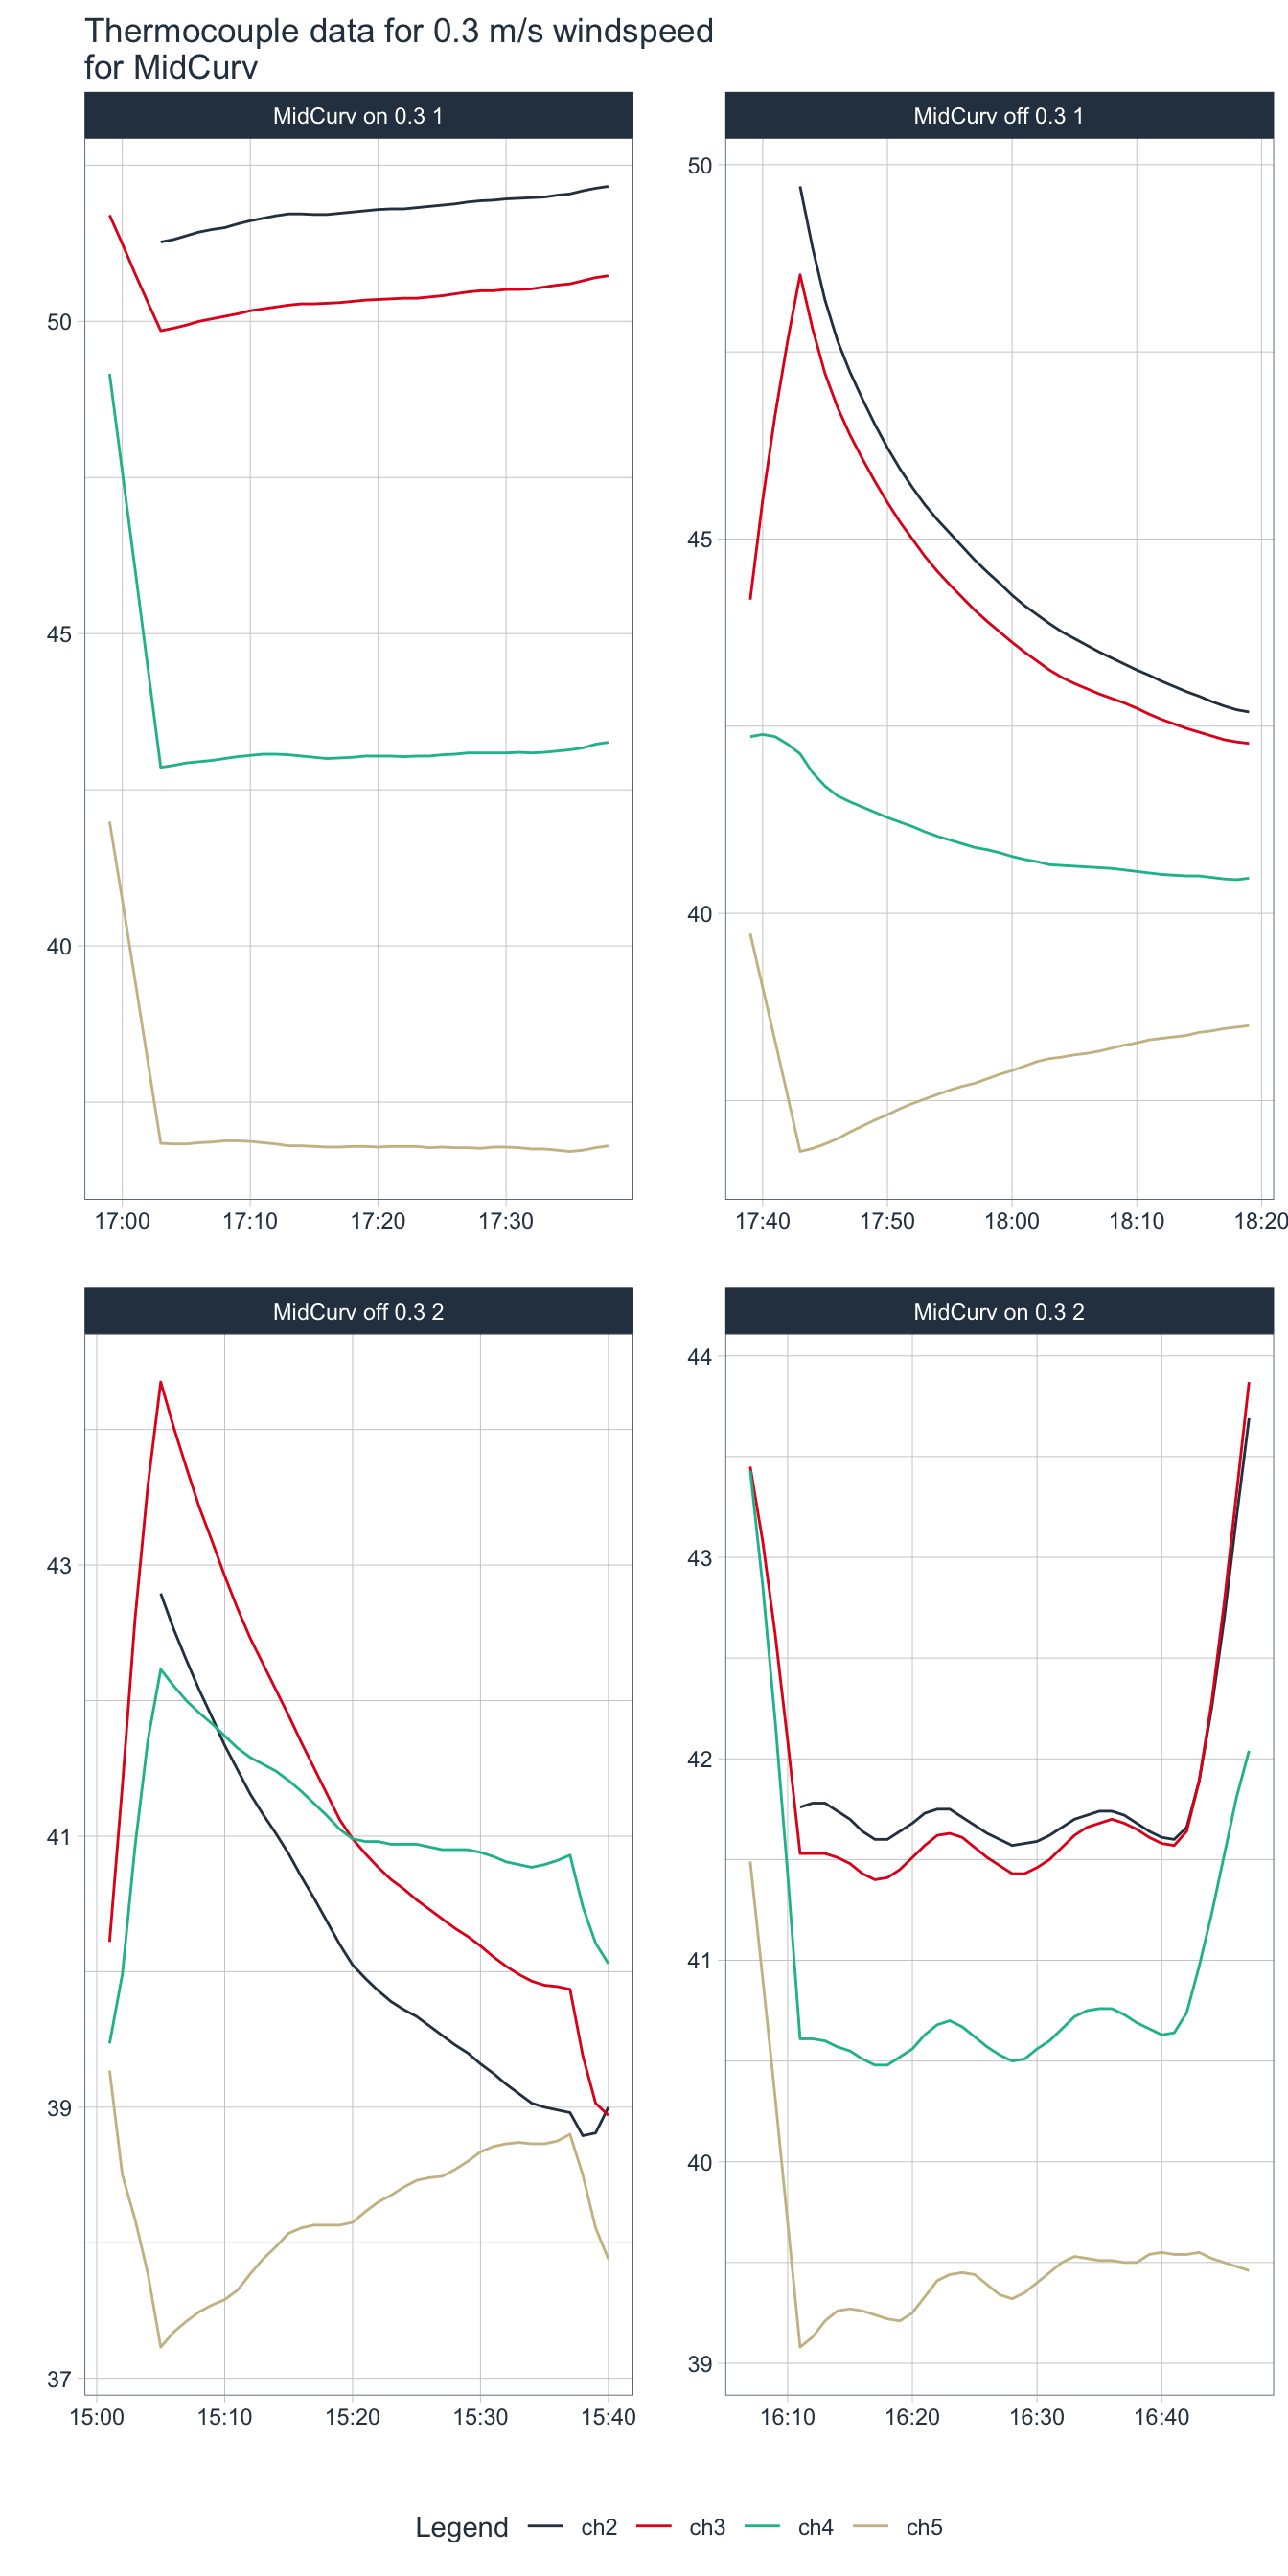 Thermocouple data for 0.3 m/s windspeed
for MidCurv
MidCurv on 0.3 1
50
45
40
17:00 17:10 17:20 17:30
MidCurv off 0.3 1
50
45
40
17:40 17:50 18:00 18:10 18:20
MidCurv off 0.3 2
43
41
39
37
15:00 15:10 15:20 15:30 15:40
MidCurv on 0.3 2
44
43
42
41
40
39
16:10 16:20 16:30 16:40
Legend ch2 ch3 ch4 ch5